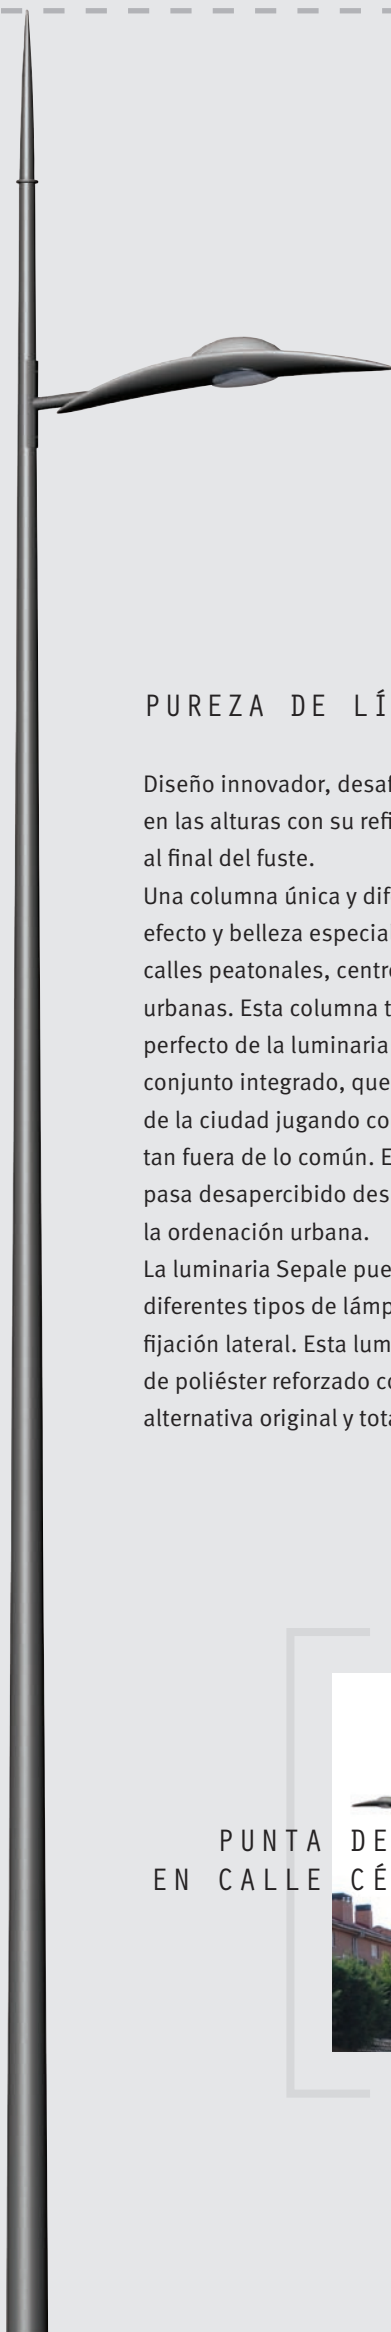 PUREZA DE LÍ
Diseño innovador, desaf
en las alturas con su refi
al final del fuste.
Una columna única y dif
efecto y belleza especia
calles peatonales, centr
urbanas. Esta columna t
perfecto de la luminaria
conjunto integrado, que
de la ciudad jugando co
tan fuera de lo común. E
pasa desapercibido des
la ordenación urbana.
La luminaria Sepale pue
diferentes tipos de lámp
fijación lateral. Esta lum
de poliéster reforzado co
alternativa original y tota
PUNTA DE
EN CALLE CÉ